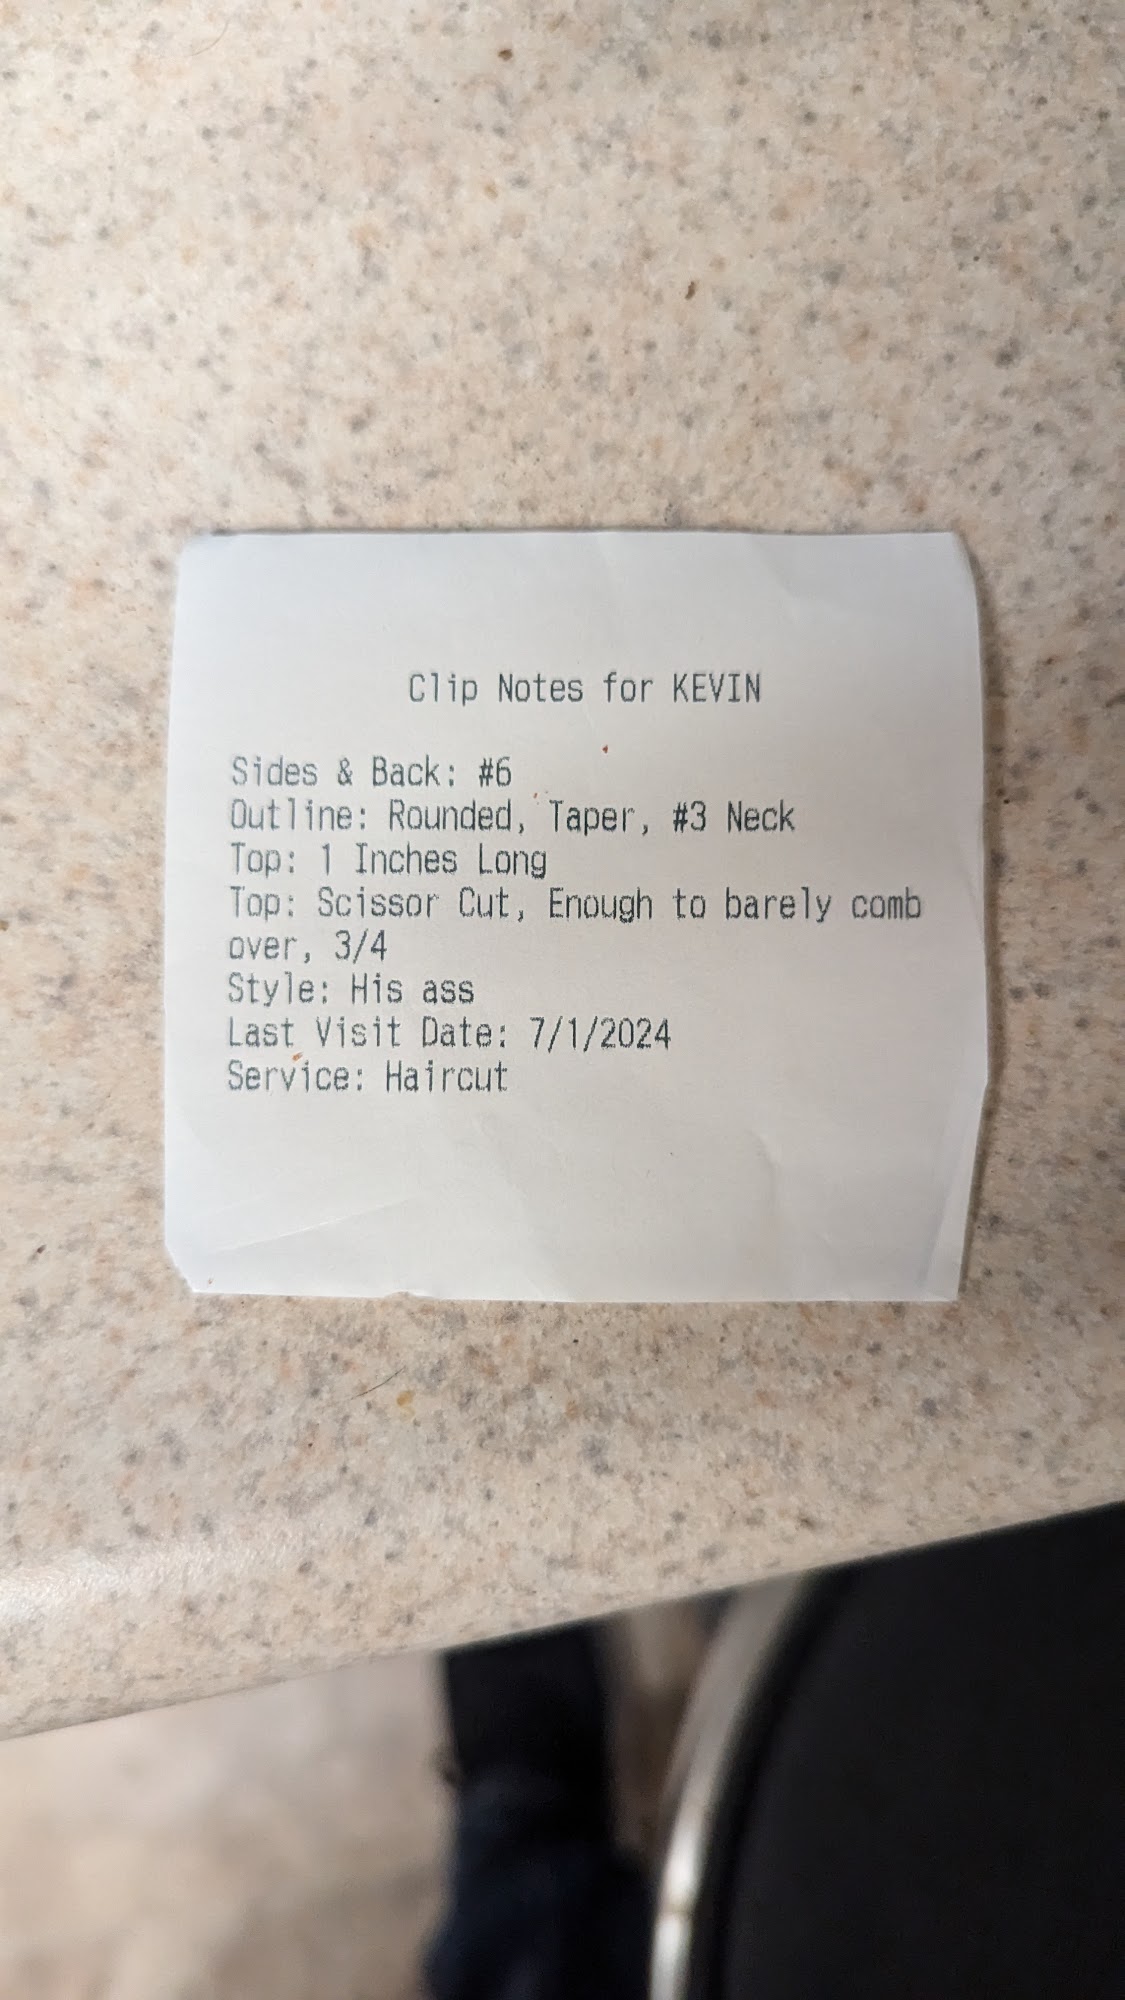 Clip Notes for KEVIN
Sides & Back: #6
Outline: Rounded, Taper, #3 Neck
Top: 1 Inches Long
Top: Scissor Cut, Enough to barely comb
over, 3/4
Style: His ass
Last Visit Date: 7/1/2024
Service: Haircut